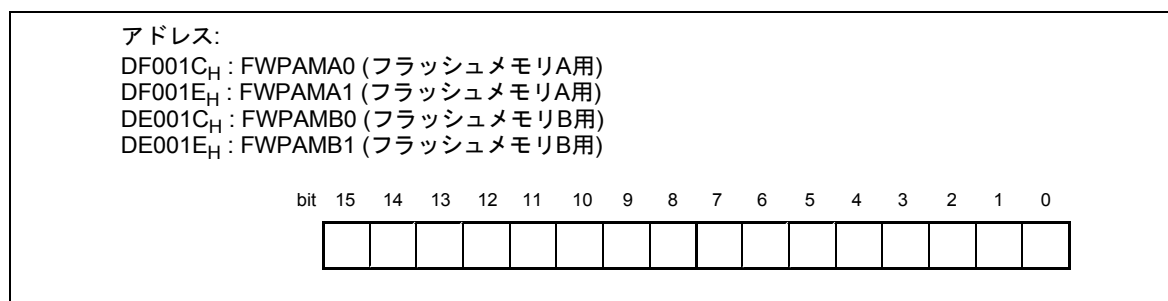 アドレス:
DF001CH : FWPAMA0 (フラッシュメモリA用)
DF001EH : FWPAMA1 (フラッシュメモリA用)
DE001CH : FWPAMB0 (フラッシュメモリB用)
DE001EH : FWPAMB1 (フラッシュメモリB用)
bit 15 14 13 12 11 10 9 8 7 6 5 4 3 2 1 0